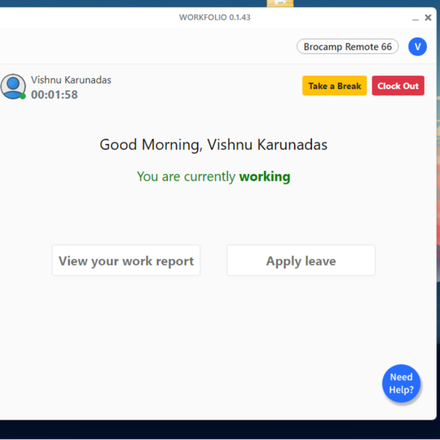 WORKFOLIO 0.1.43
Brocamp Remote 66
V
Vishnu Karunadas
00:01:58
Take a Break
Clock Out
Good Morning, Vishnu Karunadas
You are currently working
View your work report
Apply leave
Need
Help?